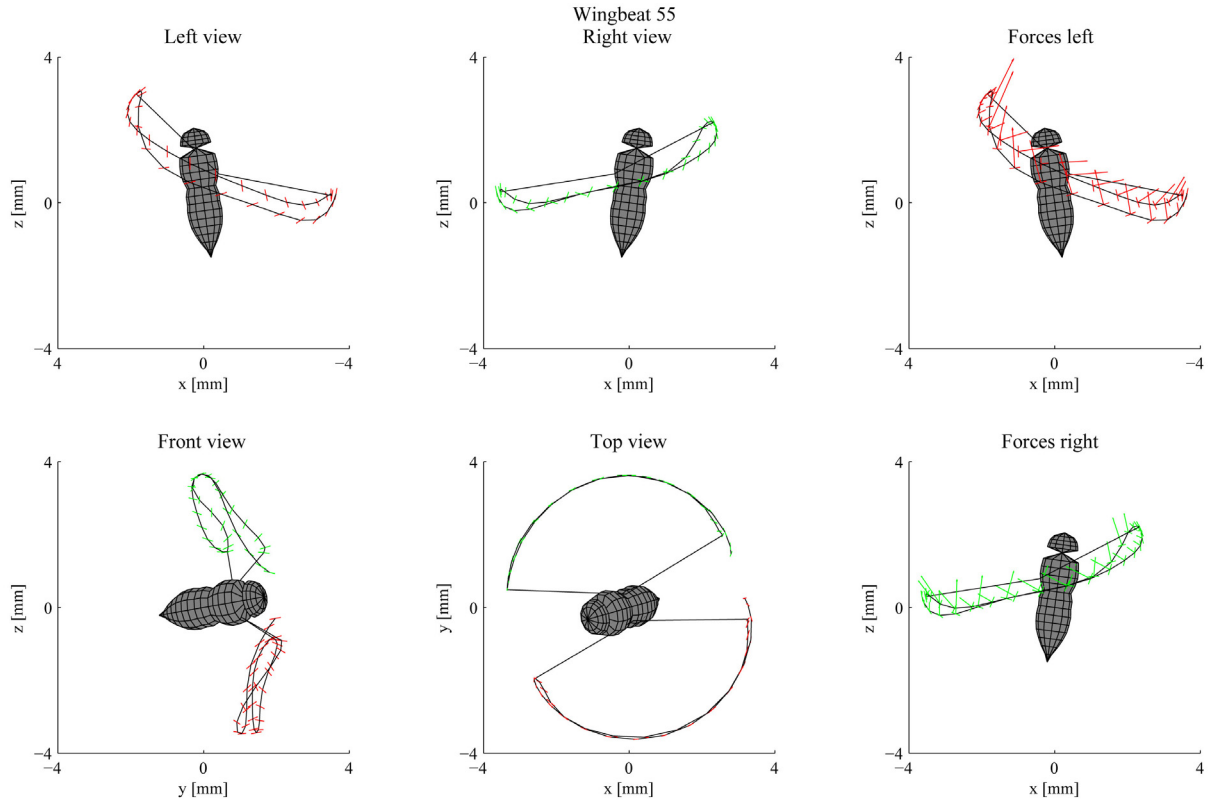 Wingbeat 55
Left view
Right view
Forces left
4
0
−4
z [mm]
4
0
−4
x [mm]
4
0
−4
z [mm]
−4
0
4
x [mm]
4
0
−4
z [mm]
4
0
−4
x [mm]
Front view
Top view
Forces right
4
0
−4
z [mm]
−4
0
4
y [mm]
4
0
−4
y [mm]
−4
0
4
x [mm]
4
0
−4
z [mm]
−4
0
4
x [mm]